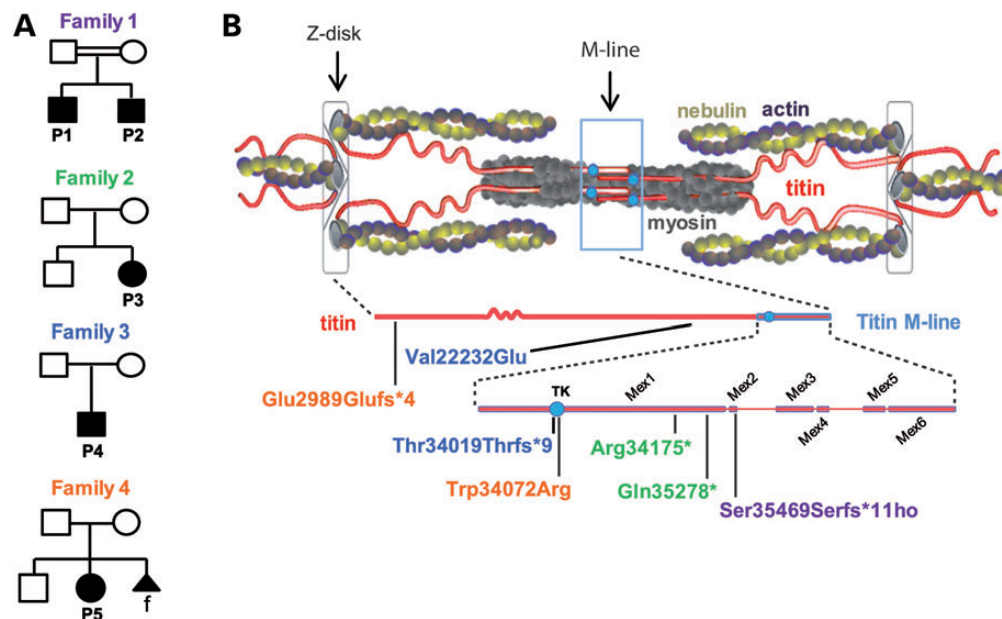 A
Family 1
P1 P2
Family 2
P3
Family 3
P4
Family 4
P5
f
B
Z-disk
M-line
nebulin actin
titin
myosin
titin
Titin M-line
Val22232Glu
Glu2989Glufs*4
TK Mex1 Mex2 Mex3 Mex5
Mex4 Mex6
Thr34019Thrfs*9
Arg34175*
Trp34072Arg
Gln35278*
Ser35469Serfs*11ho